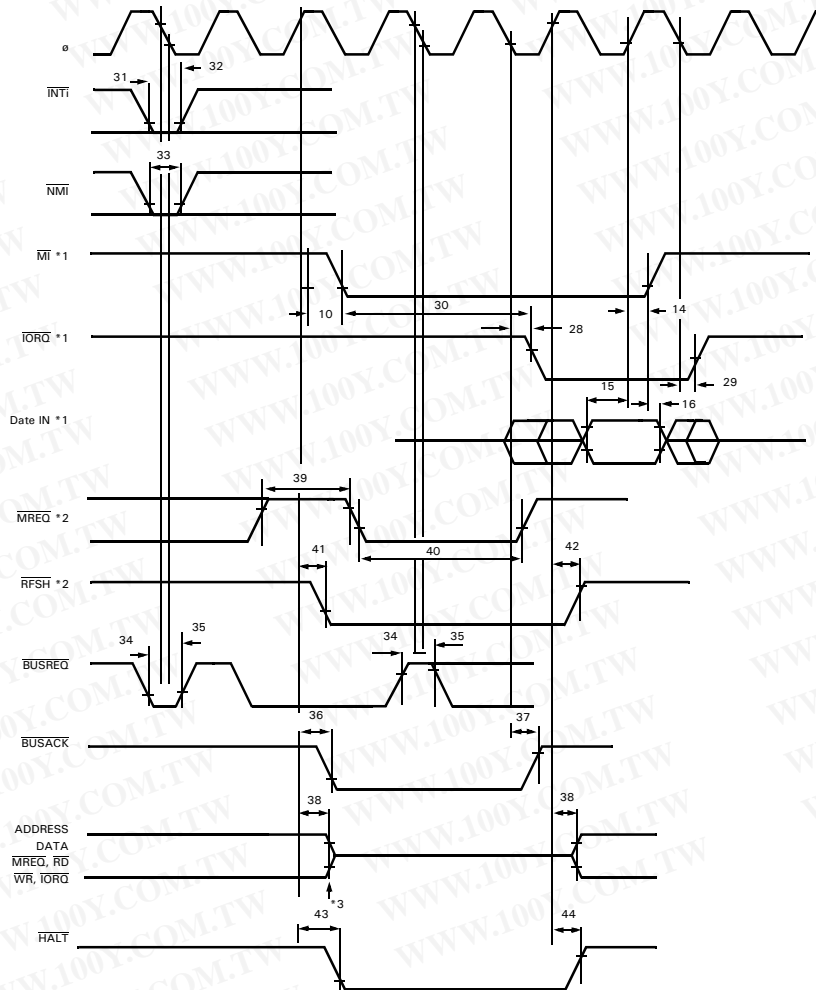 ø
31
32
INTi
33
NMI
MI *1
10
30
14
IORQ *1
28
29
15
16
Date IN *1
39
MREQ *2
40
41
42
RFSH *2
34
35
34
35
BUSREQ
36
37
BUSACK
38
38
ADDRESS
DATA
MREQ, RD
WR, IORQ
*3
43
44
HALT
WWW.100Y.COM.TW